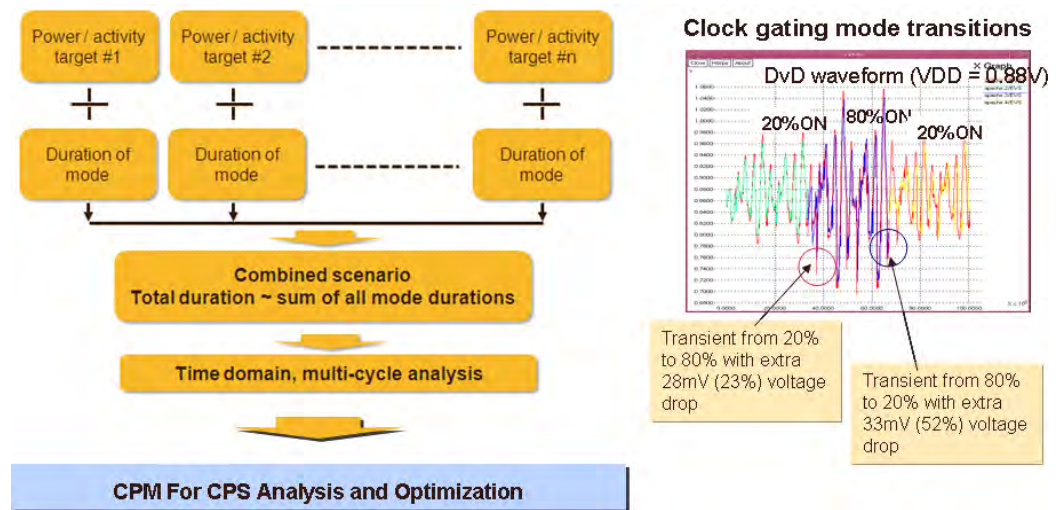 Power / activity
target #1
Power / activity
target #2
Power / activity
target #n
Duration of
mode
Duration of
mode
Duration of
mode
Combined scenario
Total duration ~ sum of all mode durations
Time domain, multi-cycle analysis
CPM For CPS Analysis and Optimization
Clock gating mode transitions
X Graph
DvD waveform (VDD = 0.88V)
20%ON
80%ON
20%ON
Transient from 20%
to 80% with extra
28mV (23%) voltage
drop
Transient from 80%
to 20% with extra
33mV (52%) voltage
drop